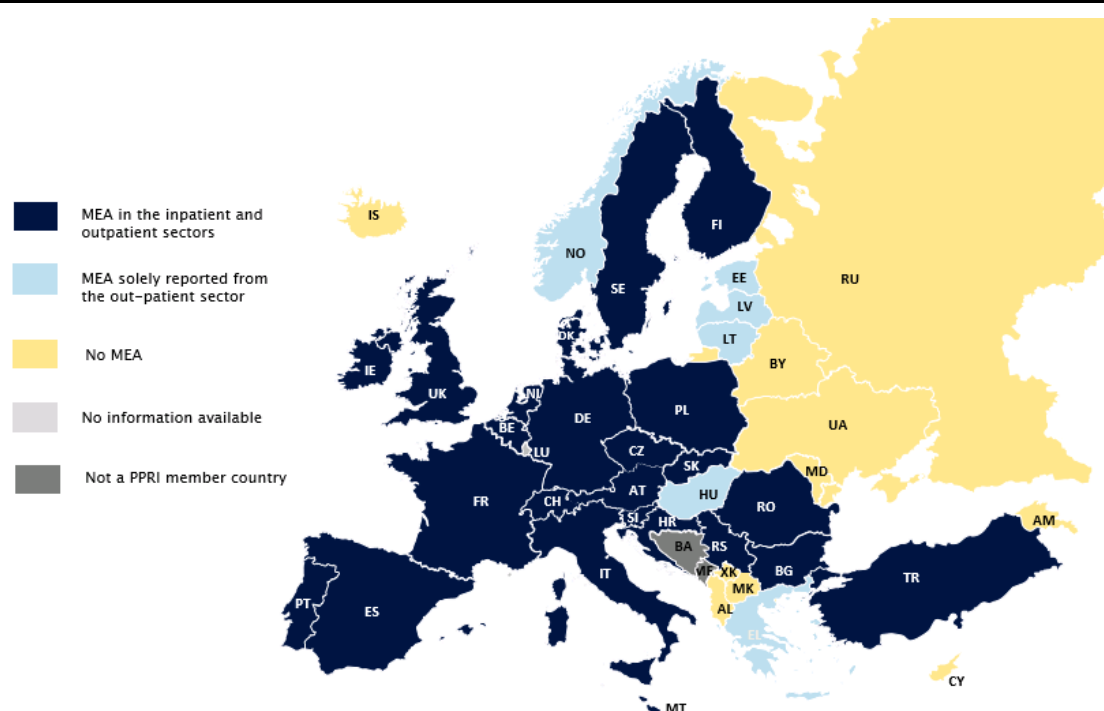 MEA in the inpatient and
outpatient sectors
MEA solely reported from
the out-patient sector
No MEA
No information available
Not a PPRI member country
IS
NO
SE
FI
RU
EE
LV
LT
DK
BY
IE
UK
NL
BE
LU
DE
PL
UA
CZ
SK
MD
FR
CH
AT
HU
RO
SI
HR
BA
RS
ME
XK
MK
AL
BG
IT
PT
ES
EL
TR
AM
CY
MT